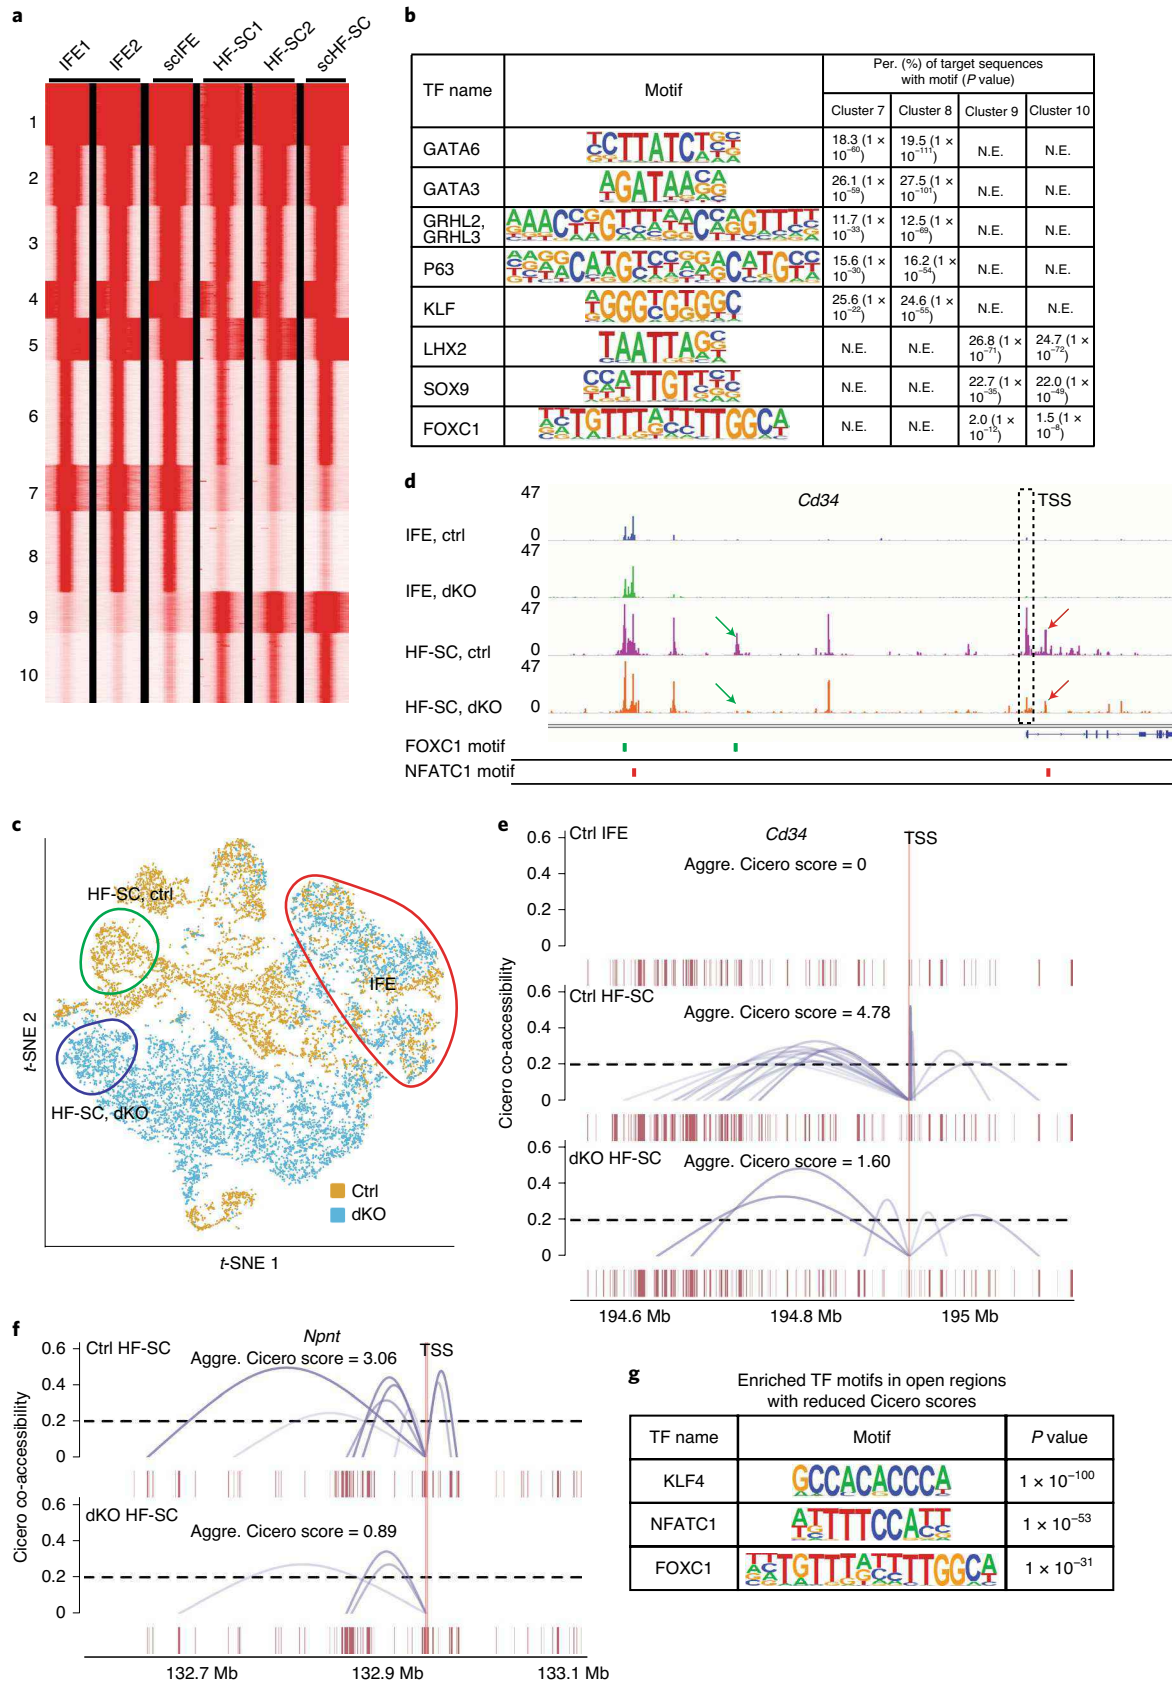 a
IFE1 IFE2 scIFE HF-SC1 HF-SC2 scHF-SC
1
2
3
4
5
6
7
8
9
10
b
TF name Motif Per. (%) of target sequences
with motif (P value)
Cluster 7 Cluster 8 Cluster 9 Cluster 10
GATA6 18.3 (1 × 10⁻⁶⁰) 19.5 (1 × 10⁻¹¹¹) N.E. N.E.
GATA3 26.1 (1 × 10⁻⁵⁹) 27.5 (1 × 10⁻¹⁰¹) N.E. N.E.
GRHL2, GRHL3 11.7 (1 × 10⁻³³) 12.5 (1 × 10⁻⁶⁹) N.E. N.E.
P63 15.6 (1 × 10⁻³⁰) 16.2 (1 × 10⁻⁵⁴) N.E. N.E.
KLF 25.6 (1 × 10⁻²²) 24.6 (1 × 10⁻⁵⁵) N.E. N.E.
LHX2 TAATTA N.E. N.E. 26.8 (1 × 10⁻⁷¹) 24.7 (1 × 10⁻⁷²)
SOX9 N.E. N.E. 22.7 (1 × 10⁻³⁵) 22.0 (1 × 10⁻⁴⁹)
FOXC1 N.E. N.E. 2.0 (1 × 10⁻¹²) 1.5 (1 × 10⁻⁸)
d
47 Cd34 TSS
IFE, ctrl 0
47
IFE, dKO 0
47
HF-SC, ctrl 0
47
HF-SC, dKO 0
FOXC1 motif
NFATC1 motif
c
HF-SC, ctrl
IFE
HF-SC, dKO
Ctrl
dKO
t-SNE 2
t-SNE 1
e
Cicero co-accessibility
0.6 Ctrl IFE Cd34 TSS
Aggre. Cicero score = 0
0.4
0.2
0
0.6 Ctrl HF-SC
Aggre. Cicero score = 4.78
0.4
0.2
0
0.6 dKO HF-SC Aggre. Cicero score = 1.60
0.4
0.2
0
194.6 Mb 194.8 Mb 195 Mb
f
Cicero co-accessibility
0.6 Ctrl HF-SC Npnt TSS
Aggre. Cicero score = 3.06
0.4
0.2
0
0.6 dKO HF-SC
Aggre. Cicero score = 0.89
0.4
0.2
0
132.7 Mb 132.9 Mb 133.1 Mb
g
Enriched TF motifs in open regions
with reduced Cicero scores
TF name Motif P value
KLF4 GCCACACCCA 1 × 10⁻¹⁰⁰
NFATC1 1 × 10⁻⁵³
FOXC1 1 × 10⁻³¹